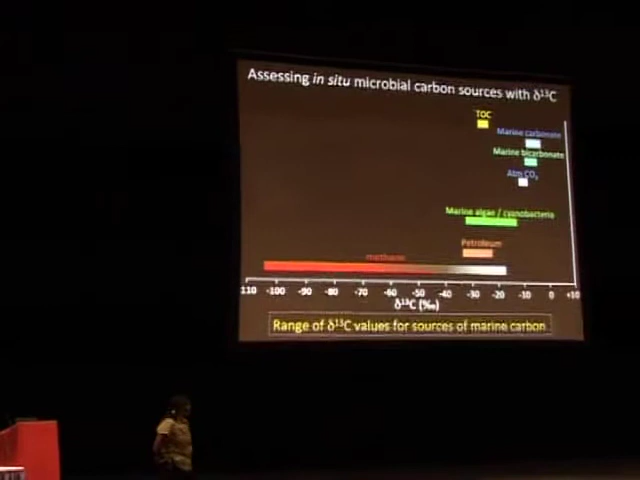 Assessing in situ microbial carbon sources with δ¹³C
TOC
Marine carbonate
Marine bicarbonate
Atm CO₂
Marine algae / cyanobacteria
Petroleum
methane
110 -100 -90 -80 -70 -60 -50 -40 -30 -20 -10 0 +10
δ¹³C (‰)
Range of δ¹³C values for sources of marine carbon